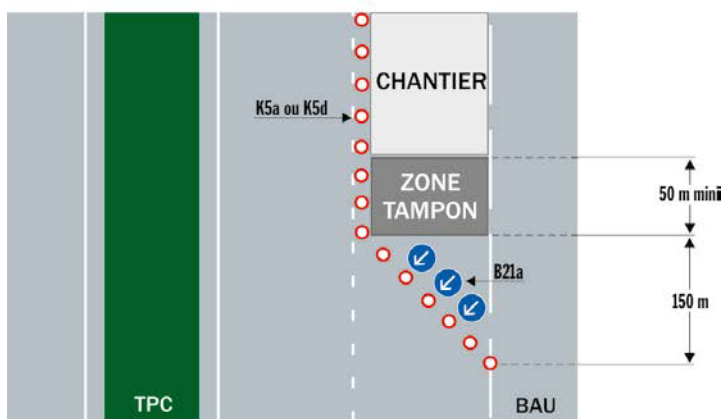 CHANTIER
K5a ou K5d
ZONE
TAMPON
50 m mini
B21a
150 m
TPC
BAU